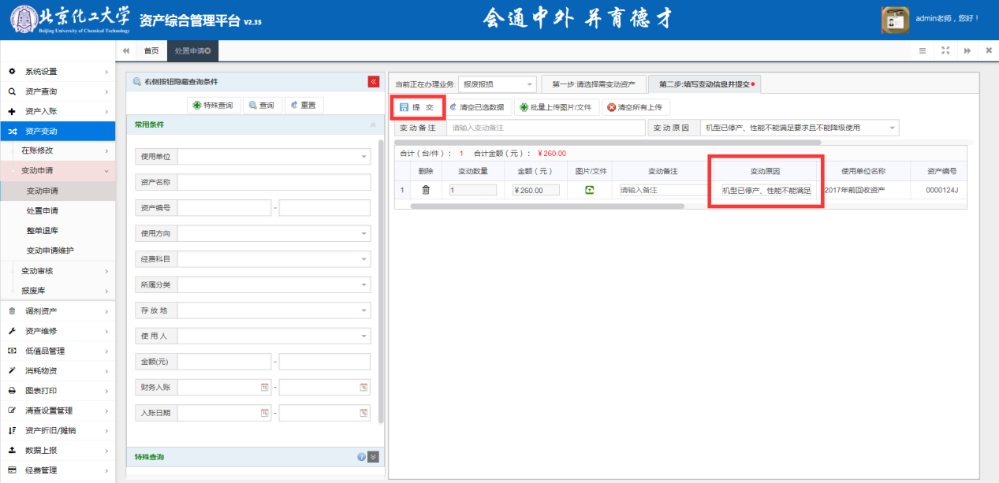 北京化工大学
Beijing University of Chemical Technology
资产综合管理平台 V2.35
会通中外 并育德才
admin老师，您好！
首页
处置申请
系统设置
资产查询
资产入账
资产变动
在账修改
变动申请
变动申请
处置申请
整单退库
变动申请维护
变动审核
报废库
调剂资产
资产维修
低值品管理
消耗物资
图表打印
清查设置管理
资产折旧/摊销
数据上报
经费管理
右侧按钮隐藏查询条件
特殊查询 查询 重置
常用条件
使用单位
资产名称
资产编号 -
使用方向
经费科目
所属分类
存 放 地
使 用 人
金额(元) -
财务入账 -
入账日期 -
特殊查询
当前正在办理业务: 报废报损 第一步:请选择需变动资产 第二步:填写变动信息并提交
提 交 清空已选数据 批量上传图片/文件 清空所有上传
变 动 备 注 请输入变动备注 变 动 原 因 机型已停产、性能不能满足要求且不能降级使用
合计（台/件）： 1 合计金额（元）： ￥260.00
删除 变动数量 金额（元） 图片/文件 变动备注 变动原因 使用单位名称 资产编号
1 1 ￥260.00 请输入备注 机型已停产、性能不能满足 2017年前回收资产 0000124J